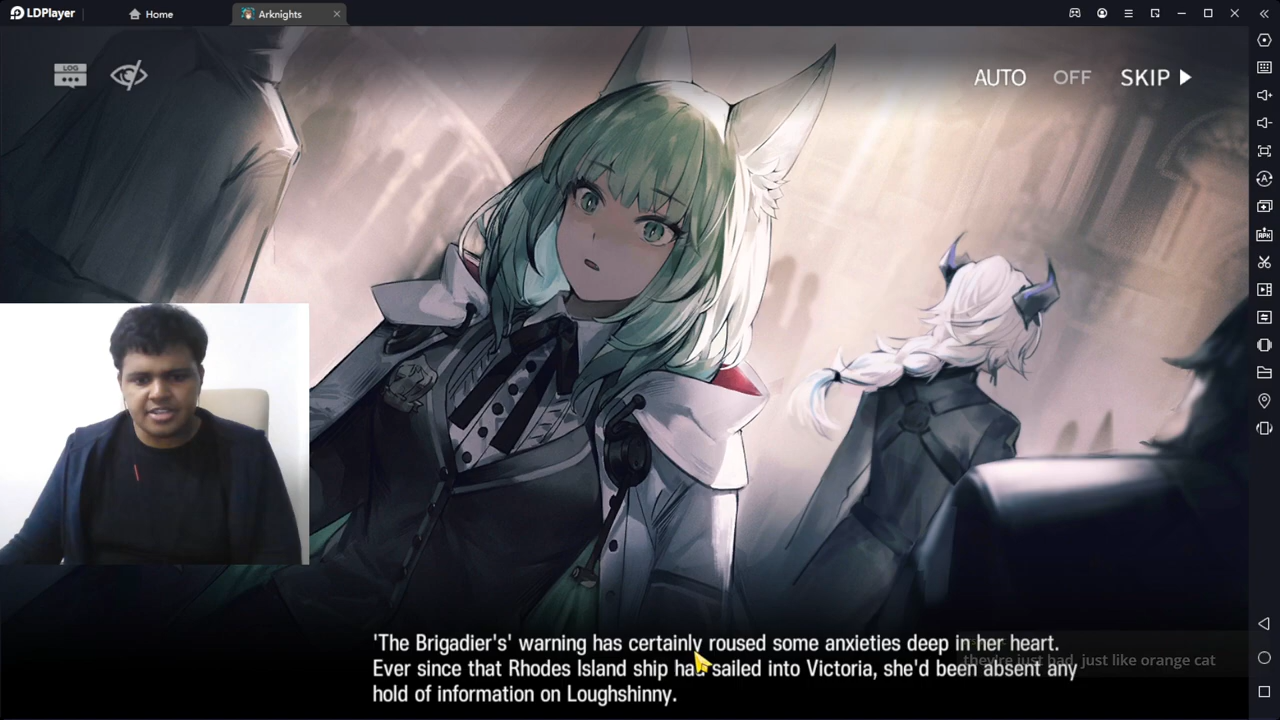 LDPlayer
Home
Arknights
LOG
AUTO OFF SKIP
APK
'The Brigadier's' warning has certainly roused some anxieties deep in her heart.
Ever since that Rhodes Island ship has sailed into Victoria, she'd been absent any
hold of information on Loughshinny.
they're just bad, just like orange cat